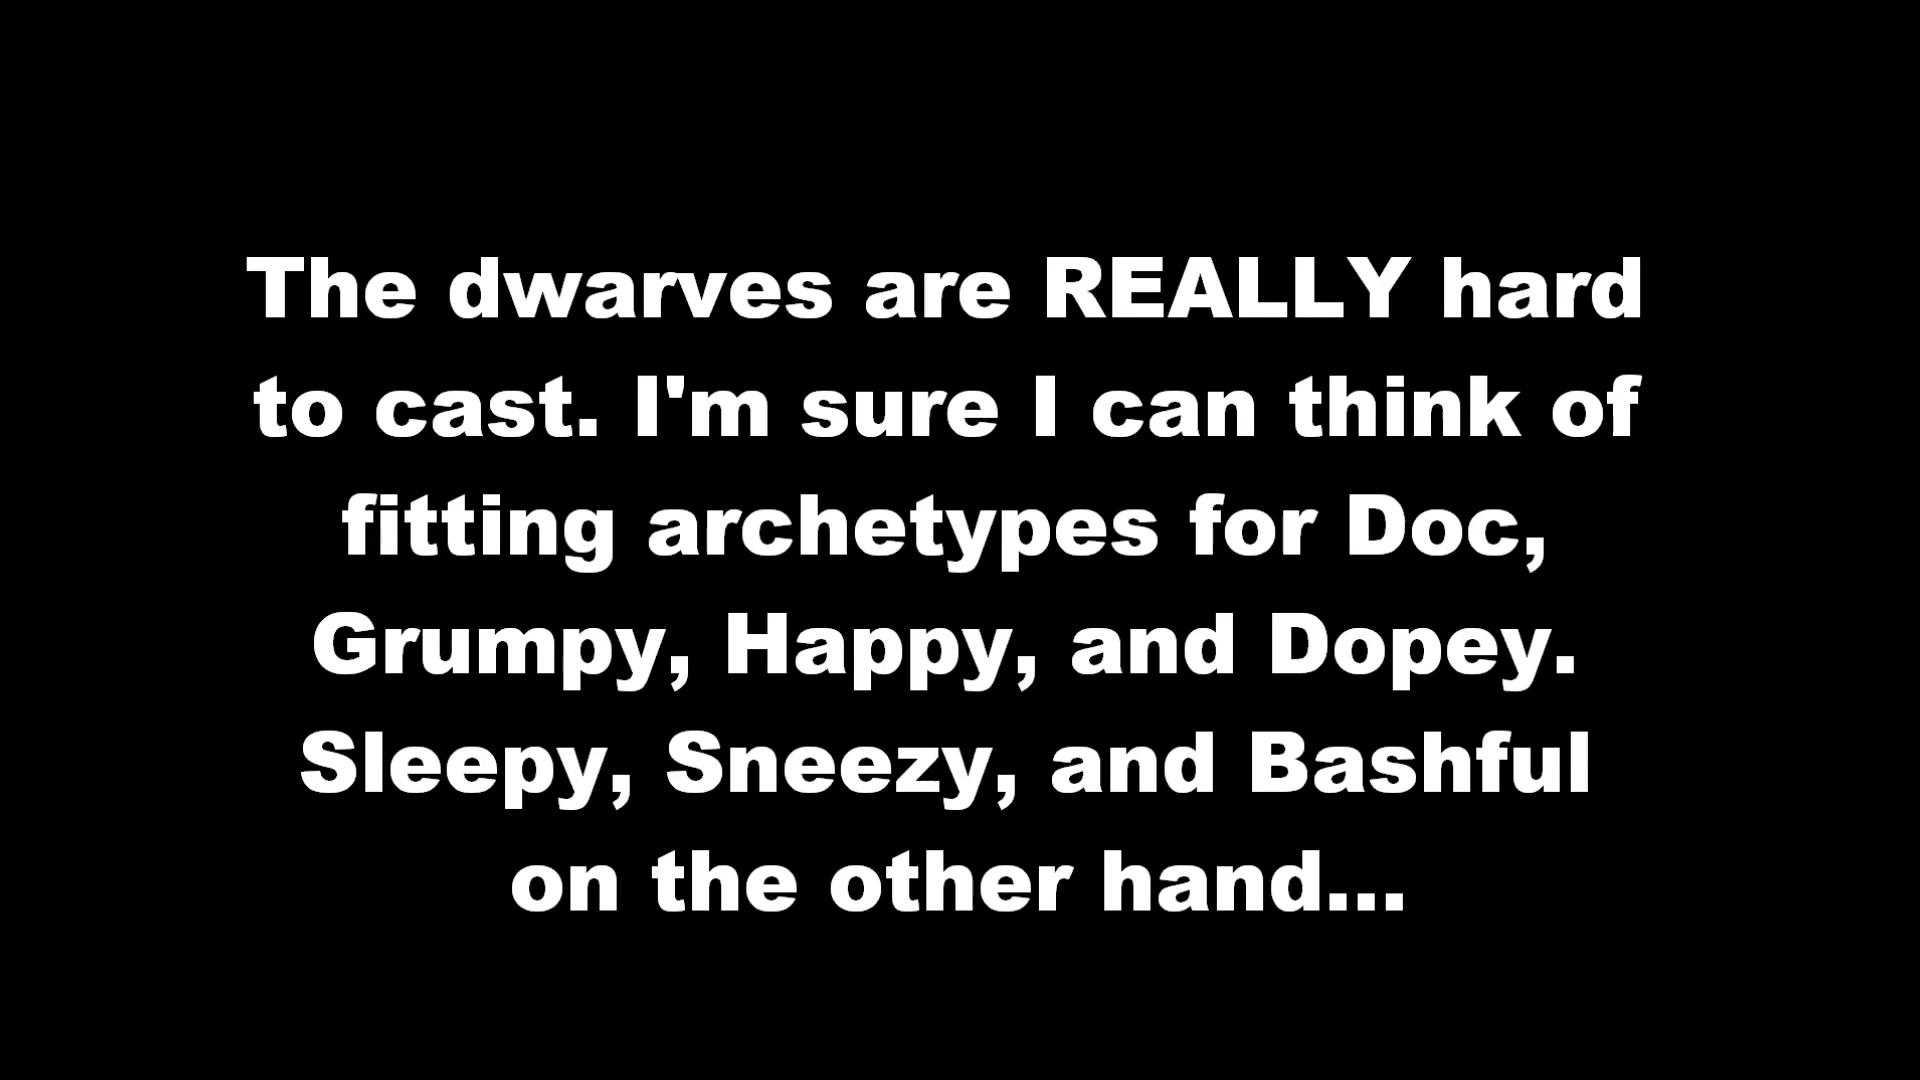 The dwarves are REALLY hard
to cast. I'm sure I can think of
fitting archetypes for Doc,
Grumpy, Happy, and Dopey.
Sleepy, Sneezy, and Bashful
on the other hand...